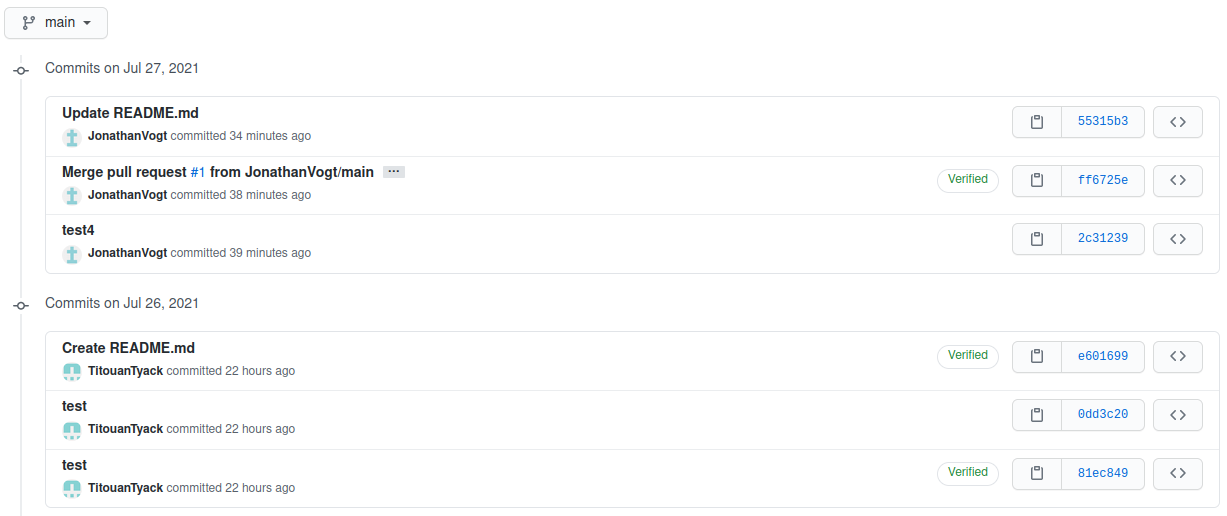 main
Commits on Jul 27, 2021
Update README.md
JonathanVogt committed 34 minutes ago
55315b3
Merge pull request #1 from JonathanVogt/main ...
JonathanVogt committed 38 minutes ago
Verified
ff6725e
test4
JonathanVogt committed 39 minutes ago
2c31239
Commits on Jul 26, 2021
Create README.md
TitouanTyack committed 22 hours ago
Verified
e601699
test
TitouanTyack committed 22 hours ago
0dd3c20
test
TitouanTyack committed 22 hours ago
Verified
81ec849